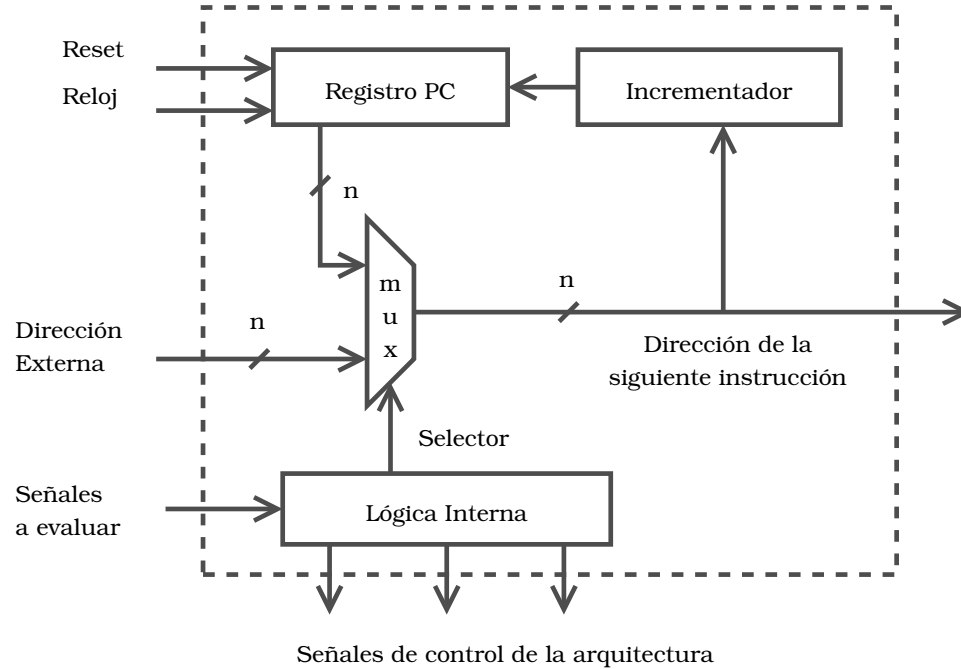 Reset
Reloj
Registro PC
Incrementador
n
m
u
x
n
Dirección
Externa
n
Dirección de la
siguiente instrucción
Selector
Señales
a evaluar
Lógica Interna
Señales de control de la arquitectura